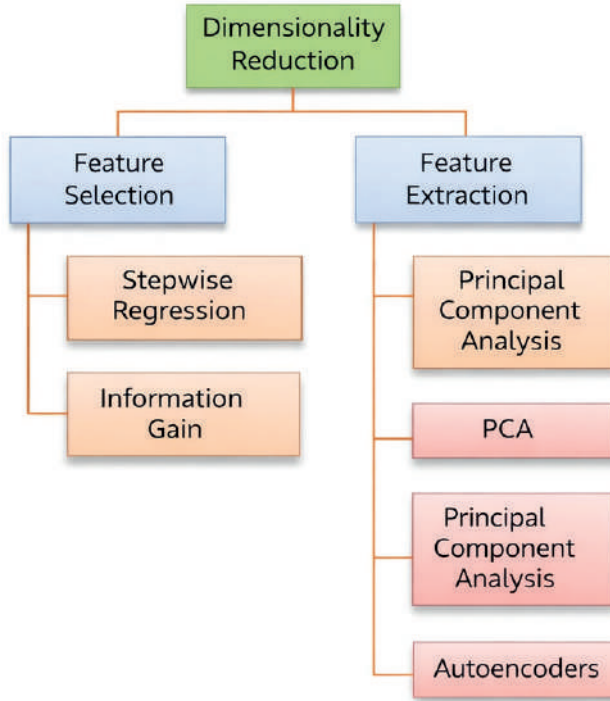 Dimensionality
Reduction
Feature
Selection
Feature
Extraction
Stepwise
Regression
Information
Gain
Principal
Component
Analysis
PCA
Principal
Component
Analysis
Autoencoders